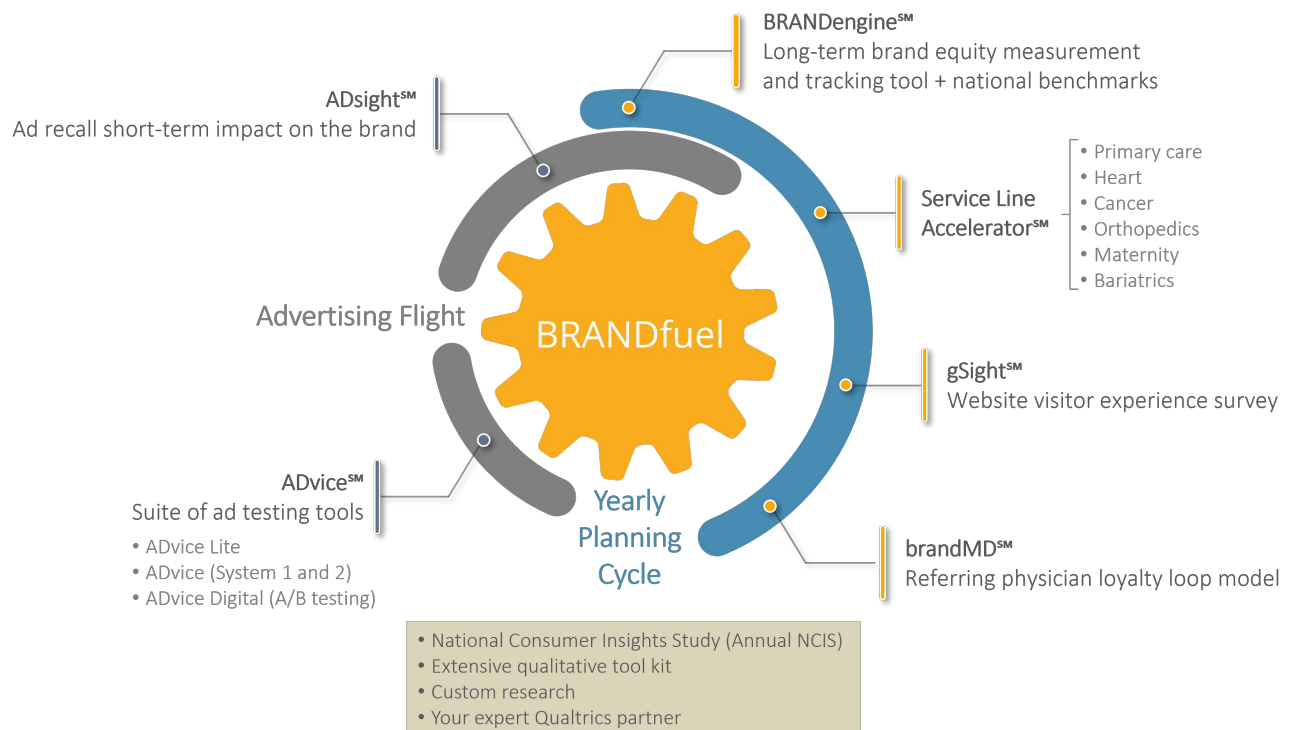 BRANDengine℠
Long-term brand equity measurement
and tracking tool + national benchmarks
ADsight℠
Ad recall short-term impact on the brand
Service Line
Accelerator℠
• Primary care
• Heart
• Cancer
• Orthopedics
• Maternity
• Bariatrics
Advertising Flight
BRANDfuel
gSight℠
Website visitor experience survey
ADvice℠
Suite of ad testing tools
• ADvice Lite
• ADvice (System 1 and 2)
• ADvice Digital (A/B testing)
Yearly
Planning
Cycle
brandMD℠
Referring physician loyalty loop model
• National Consumer Insights Study (Annual NCIS)
• Extensive qualitative tool kit
• Custom research
• Your expert Qualtrics partner